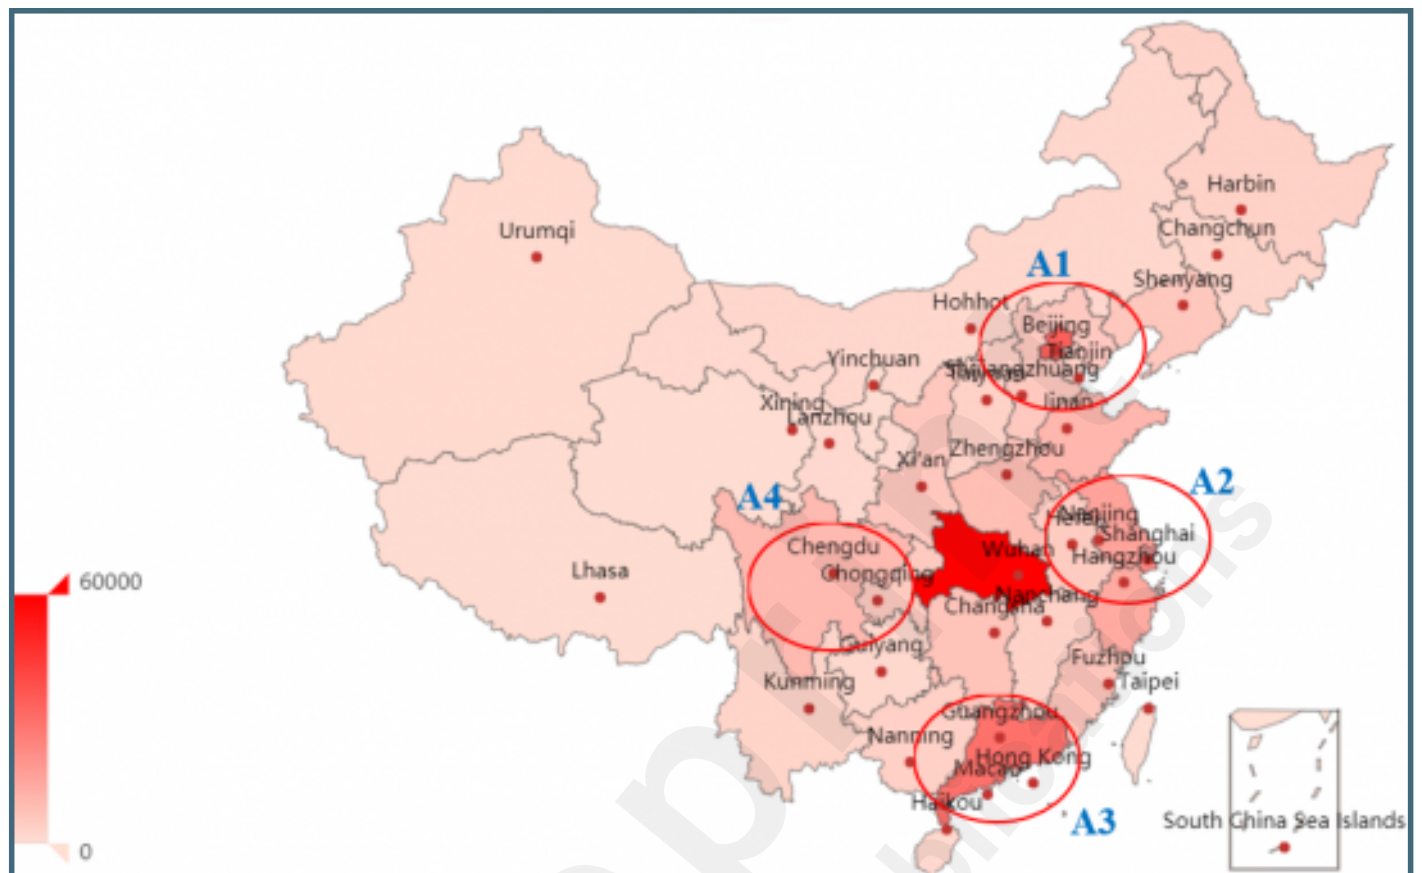 Harbin
Changchun
Urumqi
A1
Shenyang
Hohhot
Beijing
Tianjin
Yinchuan
Jinan
Xining
Lanzhou
Xi'an
Zhengzhou
A4
A2
Nanjing
Shanghai
Chengdu
Wuhan
Hangzhou
Lhasa
Chongqing
60000
Nanchang
Changsha
Guiyang
Fuzhou
Kunming
Taipei
Guangzhou
Nanning
Hong Kong
Macao
Haikou
A3
South China Sea Islands
0